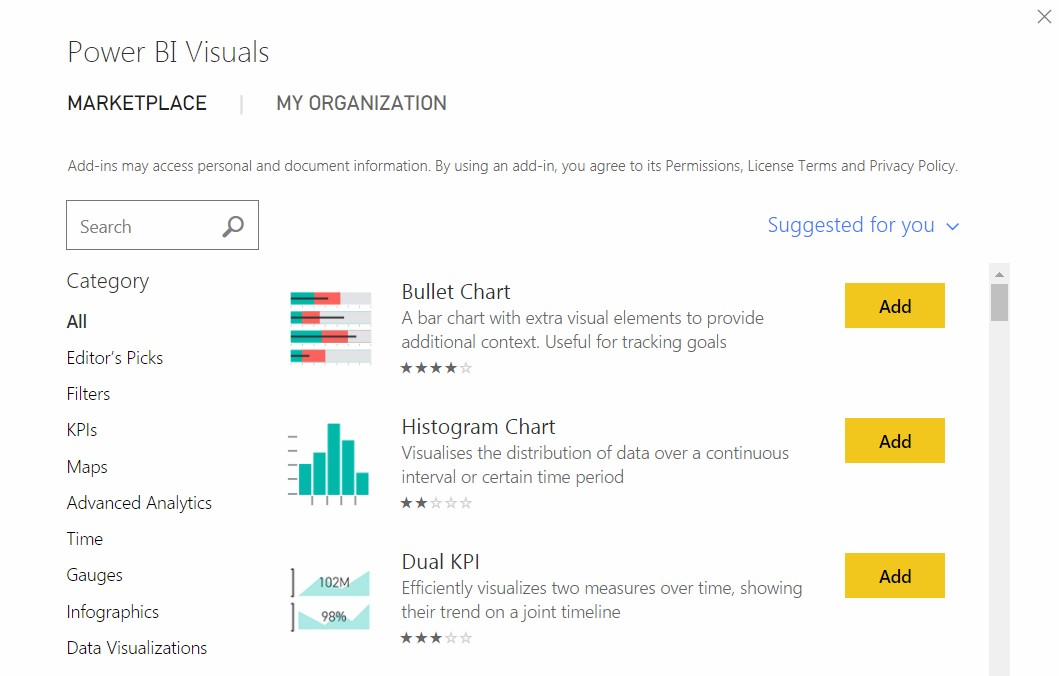 Power BI Visuals
MARKETPLACE | MY ORGANIZATION
Add-ins may access personal and document information. By using an add-in, you agree to its Permissions, License Terms and Privacy Policy.
Search
Suggested for you
Category
All
Editor's Picks
Filters
KPIs
Maps
Advanced Analytics
Time
Gauges
Infographics
Data Visualizations
Bullet Chart
A bar chart with extra visual elements to provide
additional context. Useful for tracking goals
Add
Histogram Chart
Visualises the distribution of data over a continuous
interval or certain time period
Add
102M
98%
Dual KPI
Efficiently visualizes two measures over time, showing
their trend on a joint timeline
Add